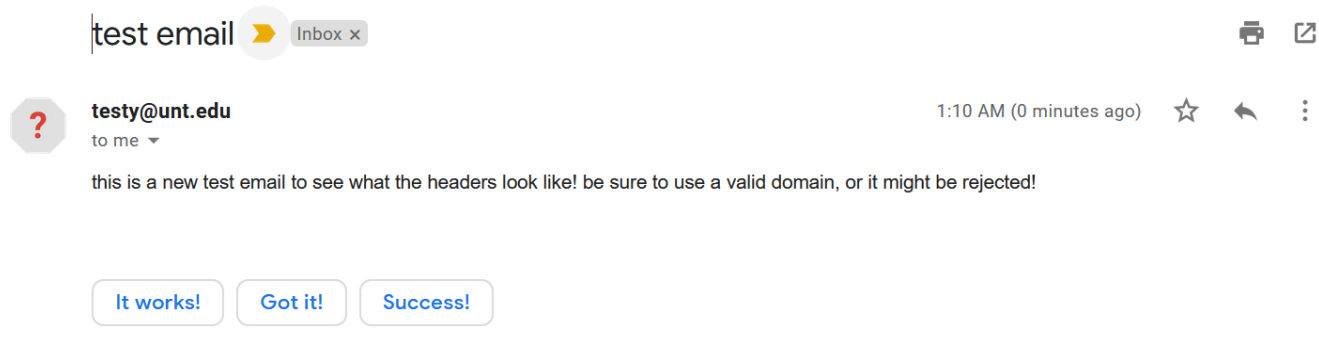 test email Inbox ×
? testy@unt.edu 1:10 AM (0 minutes ago)
to me
this is a new test email to see what the headers look like! be sure to use a valid domain, or it might be rejected!
It works! Got it! Success!